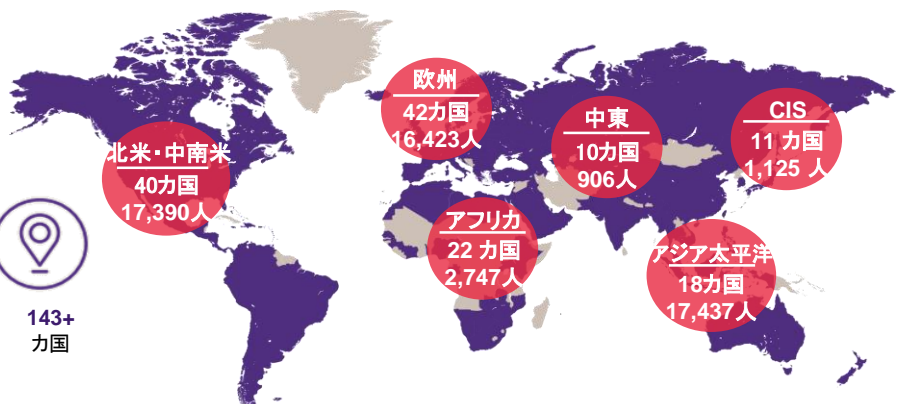 欧州
42カ国
16,423人
中東
10カ国
906人
CIS
11 カ国
1,125 人
北米・中南米
40カ国
17,390人
アフリカ
22 カ国
2,747人
アジア太平洋
18カ国
17,437人
143+
カ国